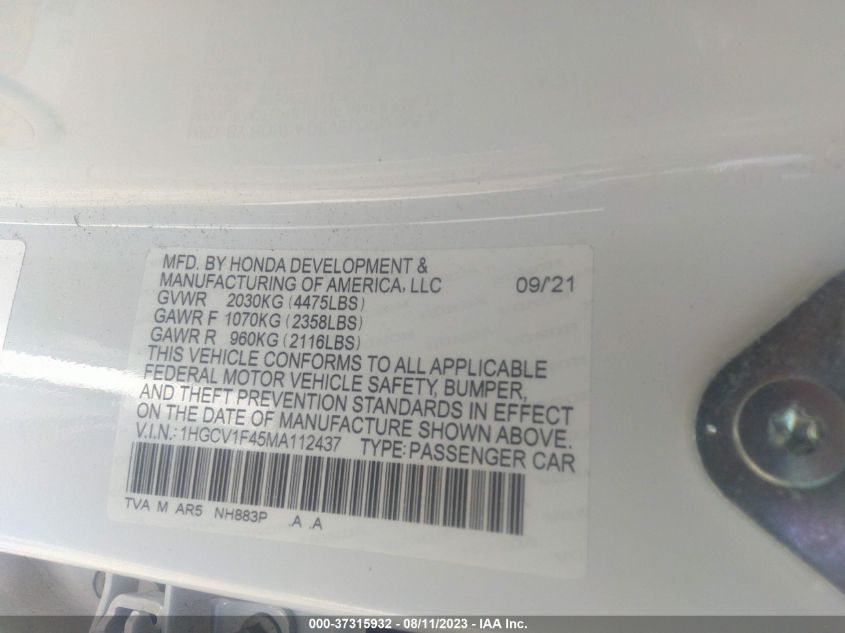 MFD. BY HONDA DEVELOPMENT &
MANUFACTURING OF AMERICA, LLC 09/'21
GVWR 2030KG (4475LBS)
GAWR F 1070KG (2358LBS)
GAWR R 960KG (2116LBS)
THIS VEHICLE CONFORMS TO ALL APPLICABLE
FEDERAL MOTOR VEHICLE SAFETY, BUMPER,
AND THEFT PREVENTION STANDARDS IN EFFECT
ON THE DATE OF MANUFACTURE SHOWN ABOVE.
V.I.N.: 1HGCV1F45MA112437 TYPE: PASSENGER CAR
TVA M AR5 NH883P .A .A
000-37315932 - 08/11/2023 - IAA Inc.